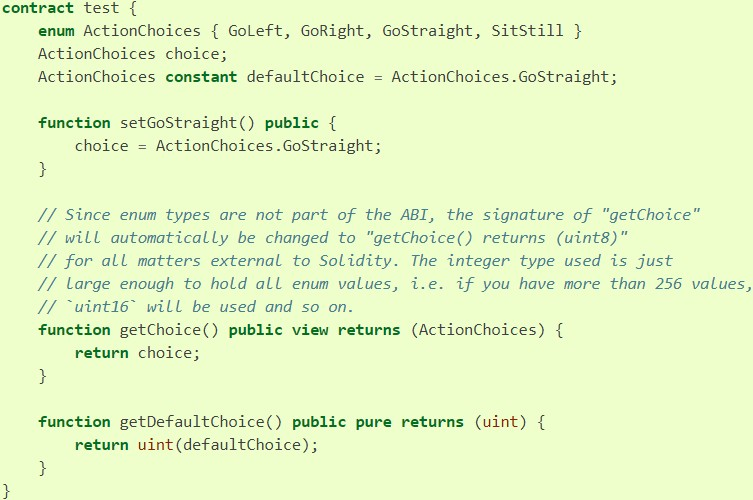 contract test {
    enum ActionChoices { GoLeft, GoRight, GoStraight, SitStill }
    ActionChoices choice;
    ActionChoices constant defaultChoice = ActionChoices.GoStraight;

    function setGoStraight() public {
        choice = ActionChoices.GoStraight;
    }

    // Since enum types are not part of the ABI, the signature of "getChoice"
    // will automatically be changed to "getChoice() returns (uint8)"
    // for all matters external to Solidity. The integer type used is just
    // large enough to hold all enum values, i.e. if you have more than 256 values,
    // `uint16` will be used and so on.
    function getChoice() public view returns (ActionChoices) {
        return choice;
    }

    function getDefaultChoice() public pure returns (uint) {
        return uint(defaultChoice);
    }
}